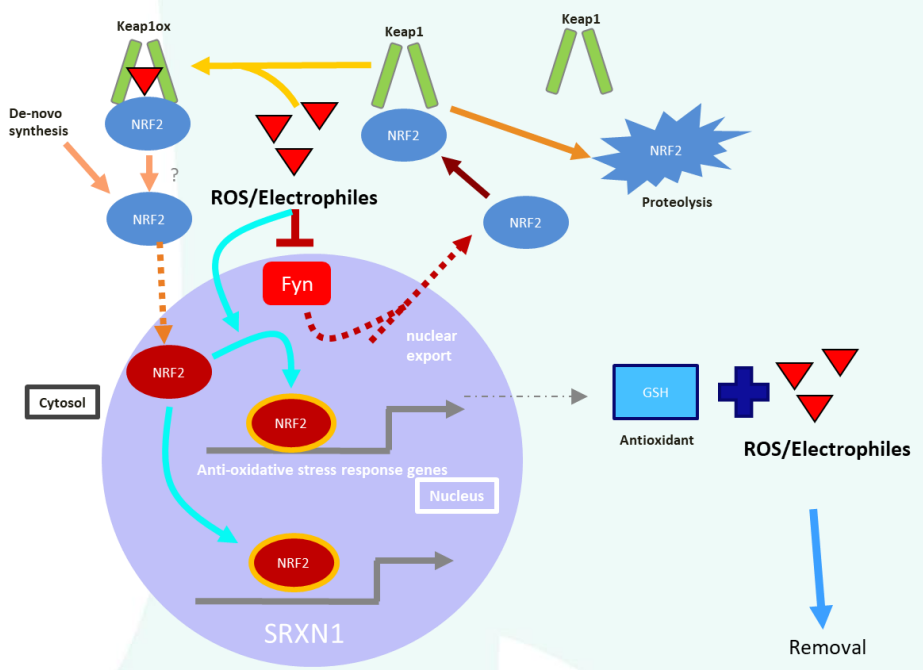 Keap1ox
Keap1
Keap1
NRF2
NRF2
NRF2
De-novo
synthesis
?
ROS/Electrophiles
NRF2
NRF2
Proteolysis
Fyn
nuclear
export
NRF2
Cytosol
NRF2
GSH
Antioxidant
ROS/Electrophiles
Anti-oxidative stress response genes
Nucleus
NRF2
SRXN1
Removal